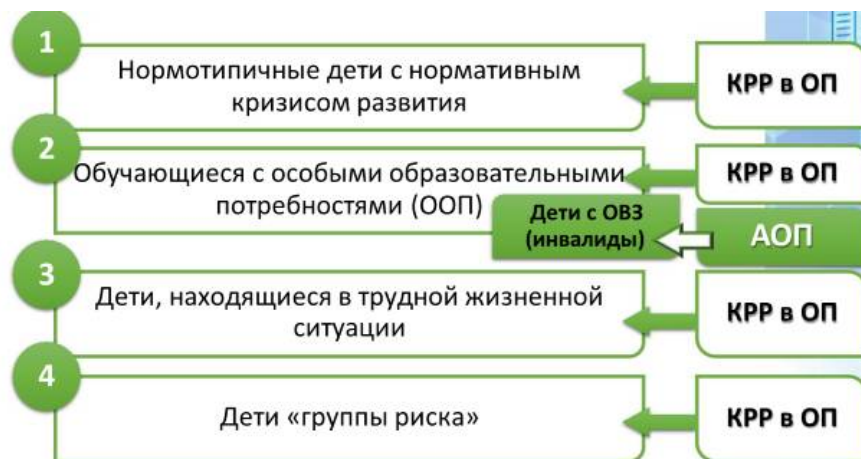 1
Нормотипичные дети с нормативным
кризисом развития
КРР в ОП
2
Обучающиеся с особыми образовательными
потребностями (ООП)
КРР в ОП
Дети с ОВЗ
(инвалиды)
АОП
3
Дети, находящиеся в трудной жизненной
ситуации
КРР в ОП
4
Дети «группы риска»
КРР в ОП